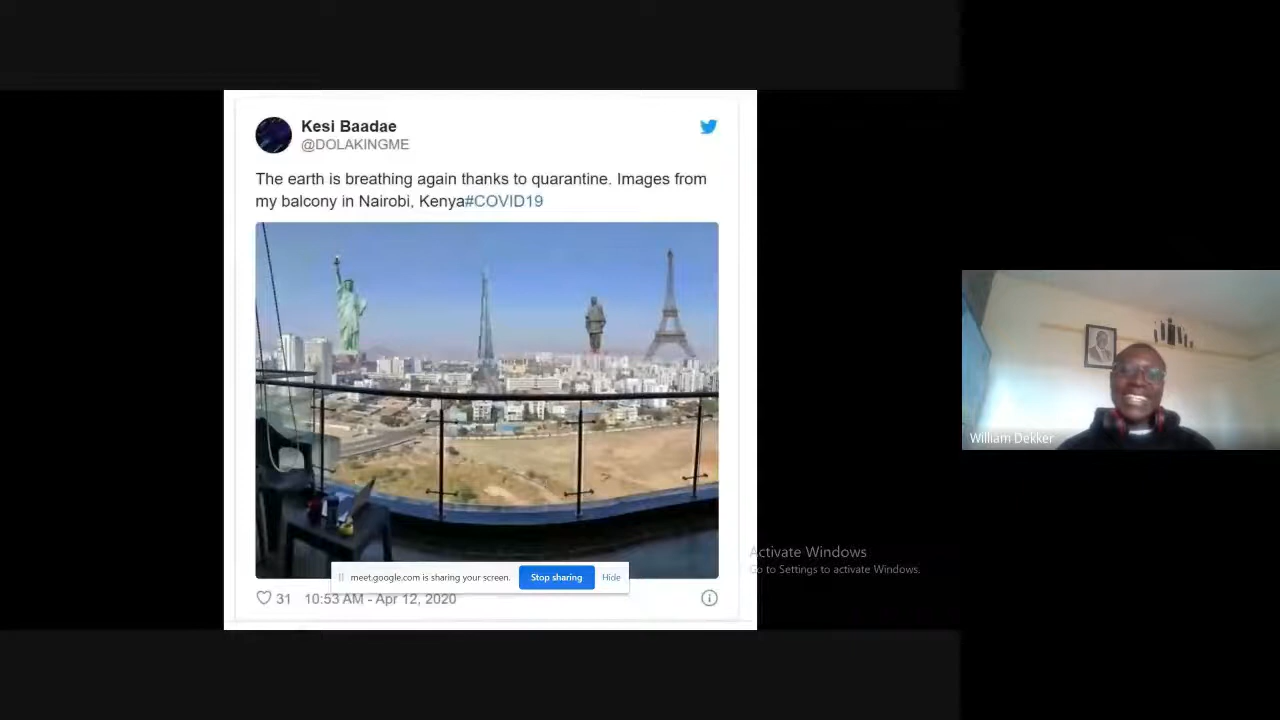 Kesi Baadae
@DOLAKINGME
The earth is breathing again thanks to quarantine. Images from
my balcony in Nairobi, Kenya#COVID19
meet.google.com is sharing your screen. Stop sharing Hide
31 10:53 AM - Apr 12, 2020
William Dekker
Activate Windows
Go to Settings to activate Windows.